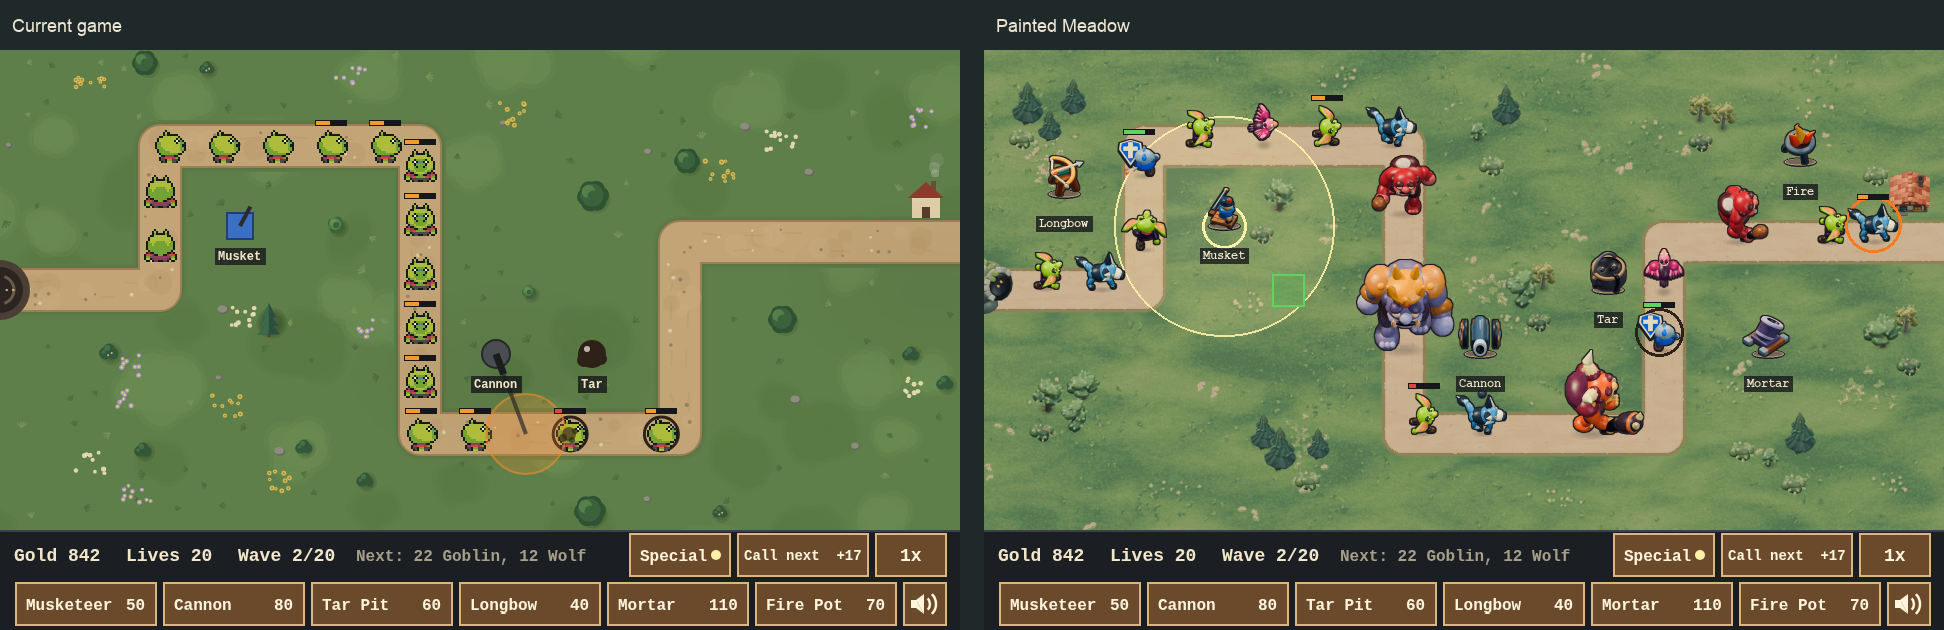 Current game
Musket
Cannon
Tar
Gold 842 Lives 20 Wave 2/20 Next: 22 Goblin, 12 Wolf Special Call next +17 1x
Musketeer 50 Cannon 80 Tar Pit 60 Longbow 40 Mortar 110 Fire Pot 70
Painted Meadow
Fire
Longbow
Musket
Tar
Cannon
Mortar
Gold 842 Lives 20 Wave 2/20 Next: 22 Goblin, 12 Wolf Special Call next +17 1x
Musketeer 50 Cannon 80 Tar Pit 60 Longbow 40 Mortar 110 Fire Pot 70